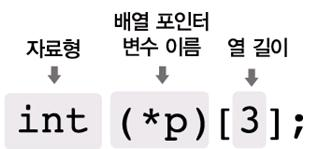 배열 포인터
자료형 변수 이름 열 길이
int (*p)[3];